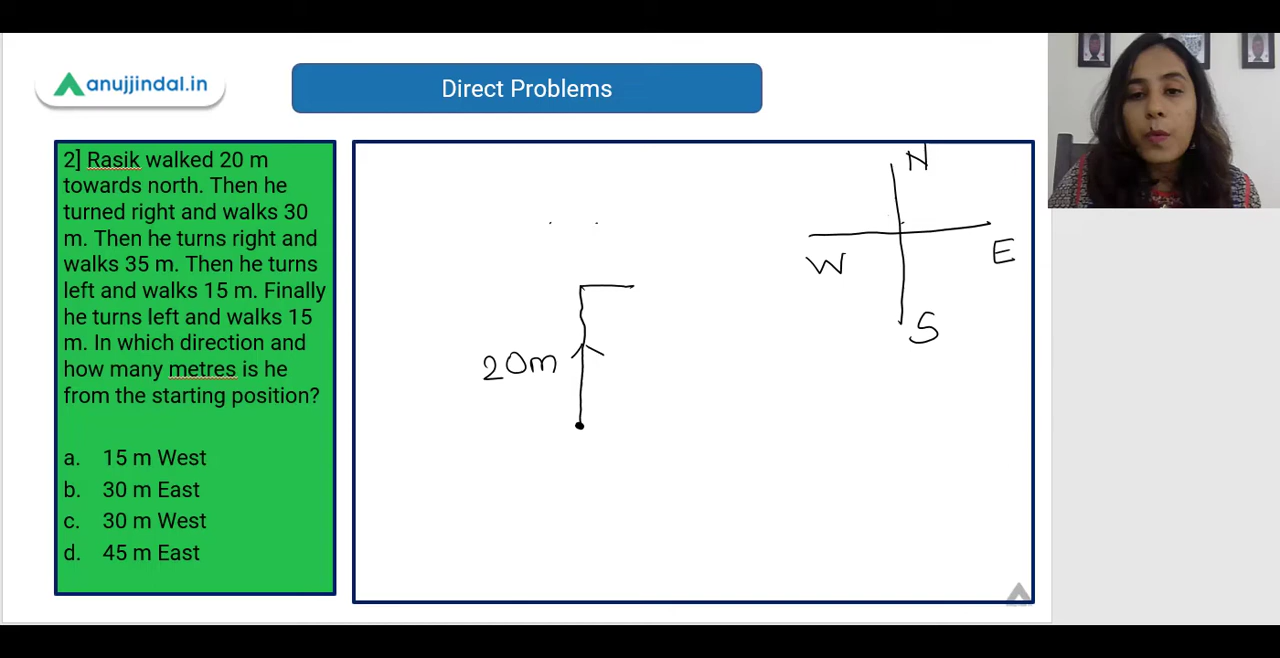 anujjindal.in
Direct Problems
2] Rasik walked 20 m
towards north. Then he
turned right and walks 30
m. Then he turns right and
walks 35 m. Then he turns
left and walks 15 m. Finally
he turns left and walks 15
m. In which direction and
how many metres is he
from the starting position?
a. 15 m West
b. 30 m East
c. 30 m West
d. 45 m East
20m
N
W
E
S